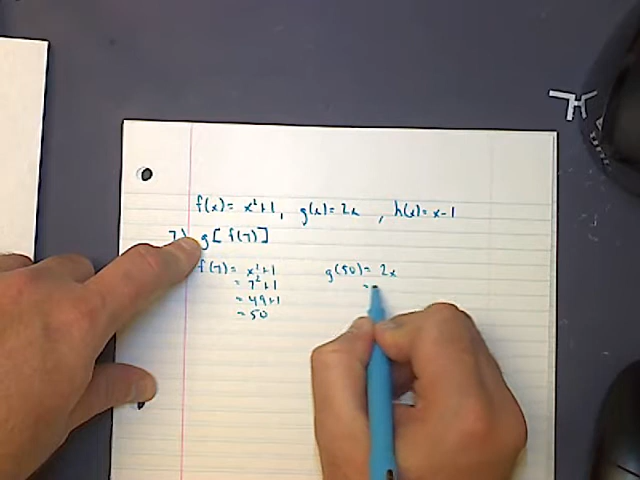 f(x) = x²+1, g(x) = 2x , h(x) = x-1
7) g[f(7)]
f(7) = x²+1
= 7²+1
= 49+1
= 50
g(50) = 2x
=